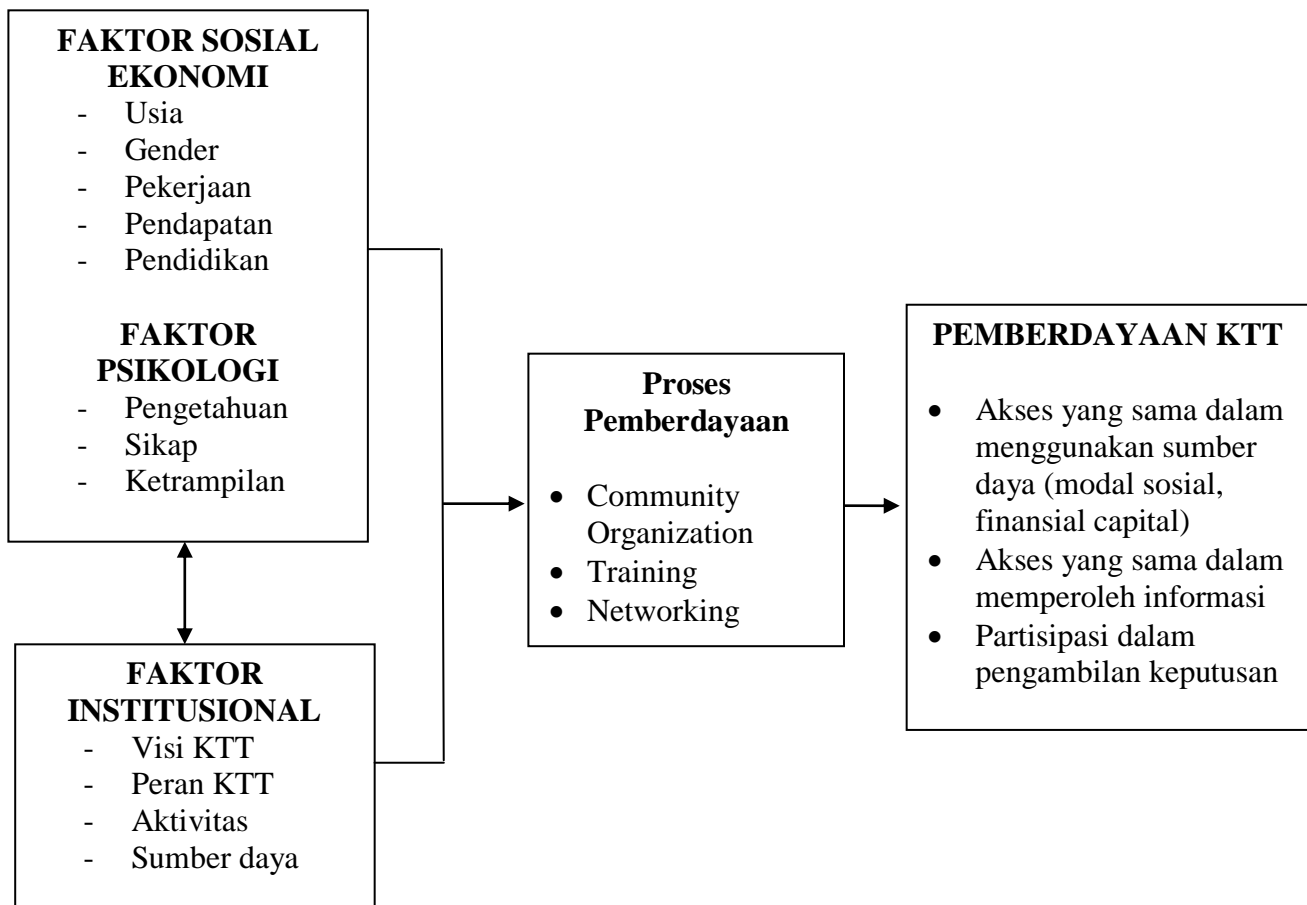 FAKTOR SOSIAL
EKONOMI
- Usia
- Gender
- Pekerjaan
- Pendapatan
- Pendidikan
FAKTOR
PSIKOLOGI
- Pengetahuan
- Sikap
- Ketrampilan
FAKTOR
INSTITUSIONAL
- Visi KTT
- Peran KTT
- Aktivitas
- Sumber daya
Proses
Pemberdayaan
• Community
Organization
• Training
• Networking
PEMBERDAYAAN KTT
• Akses yang sama dalam
menggunakan sumber
daya (modal sosial,
finansial capital)
• Akses yang sama dalam
memperoleh informasi
• Partisipasi dalam
pengambilan keputusan